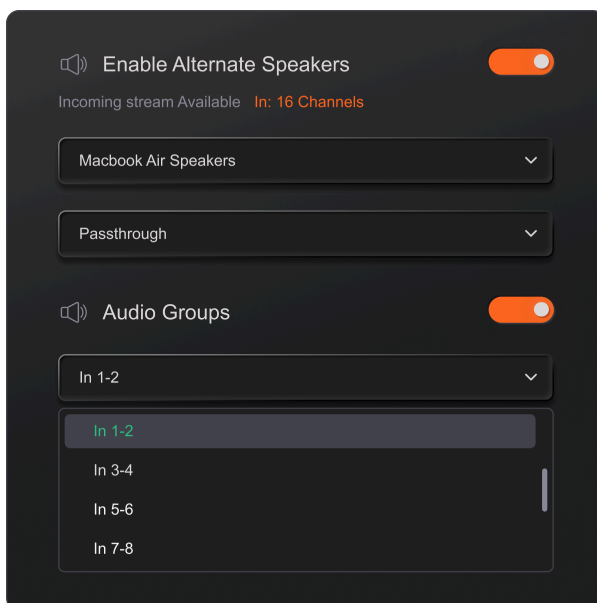 Enable Alternate Speakers
Incoming stream Available In: 16 Channels
Macbook Air Speakers
Passthrough
Audio Groups
In 1-2
In 1-2
In 3-4
In 5-6
In 7-8